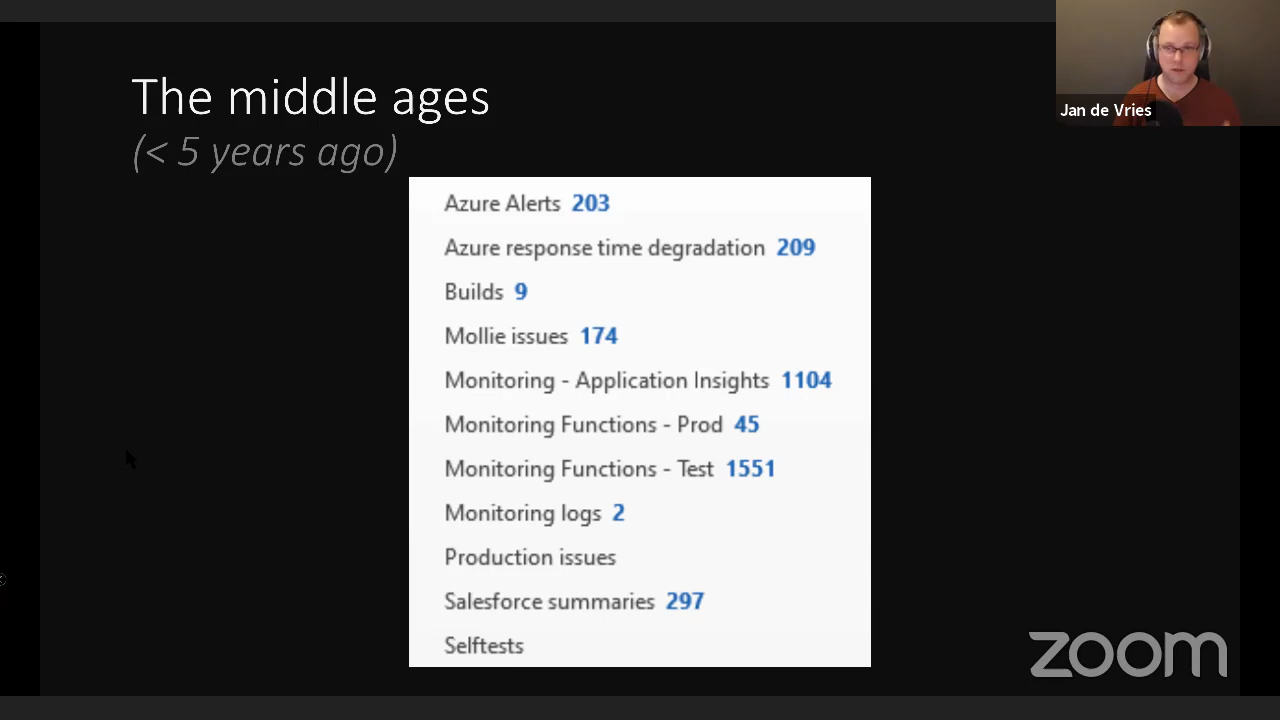 The middle ages
(< 5 years ago)
Jan de Vries
Azure Alerts 203
Azure response time degradation 209
Builds 9
Mollie issues 174
Monitoring - Application Insights 1104
Monitoring Functions - Prod 45
Monitoring Functions - Test 1551
Monitoring logs 2
Production issues
Salesforce summaries 297
Selftests
zoom